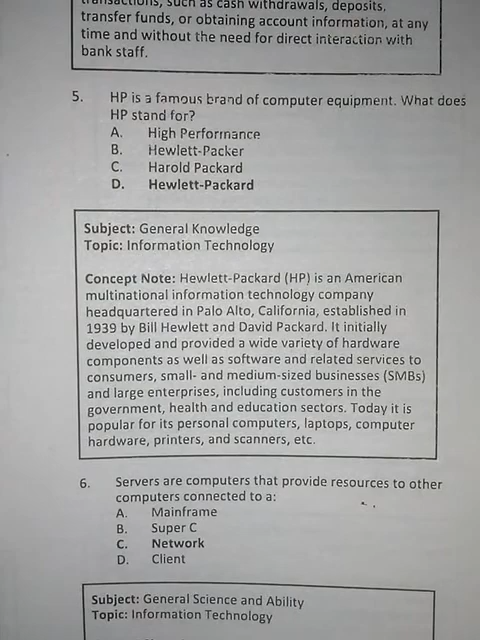 transactions, such as cash withdrawals, deposits,
transfer funds, or obtaining account information, at any
time and without the need for direct interaction with
bank staff.
5. HP is a famous brand of computer equipment. What does
HP stand for?
A. High Performance
B. Hewlett-Packer
C. Harold Packard
D. Hewlett-Packard
Subject: General Knowledge
Topic: Information Technology
Concept Note: Hewlett-Packard (HP) is an American
multinational information technology company
headquartered in Palo Alto, California, established in
1939 by Bill Hewlett and David Packard. It initially
developed and provided a wide variety of hardware
components as well as software and related services to
consumers, small- and medium-sized businesses (SMBs)
and large enterprises, including customers in the
government, health and education sectors. Today it is
popular for its personal computers, laptops, computer
hardware, printers, and scanners, etc.
6. Servers are computers that provide resources to other
computers connected to a:
A. Mainframe
B. Super C
C. Network
D. Client
Subject: General Science and Ability
Topic: Information Technology